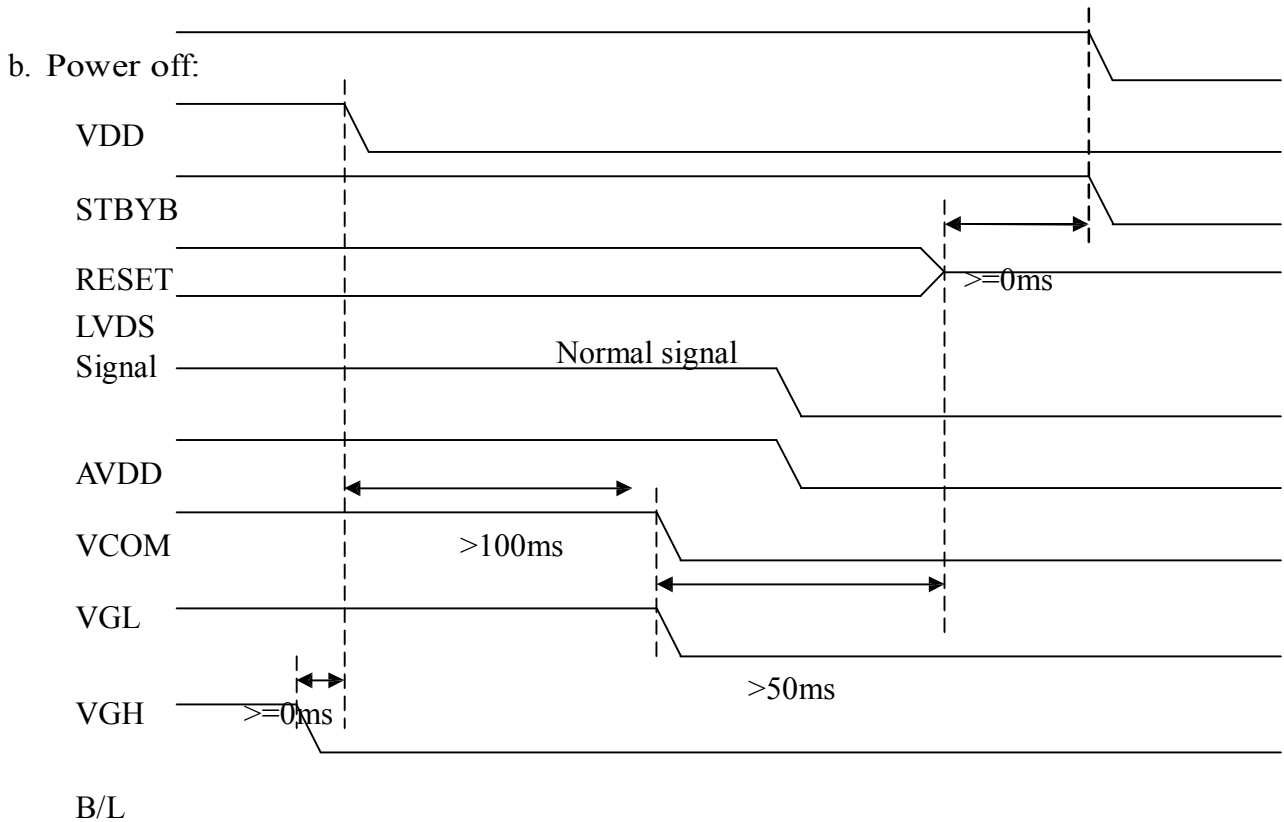 b. Power off:
VDD
STBYB
RESET
>=0ms
LVDS
Signal
Normal signal
AVDD
VCOM
>100ms
VGL
>50ms
VGH
>=0ms
B/L